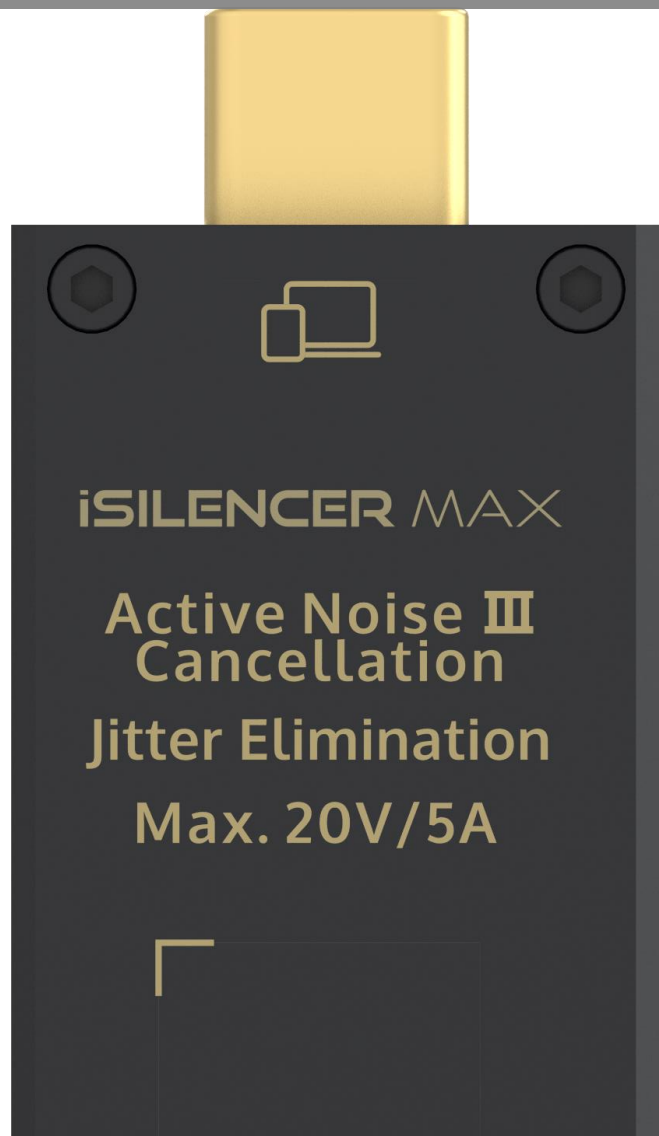 iSILENCER MAX
Active Noise III
Cancellation
Jitter Elimination
Max. 20V/5A